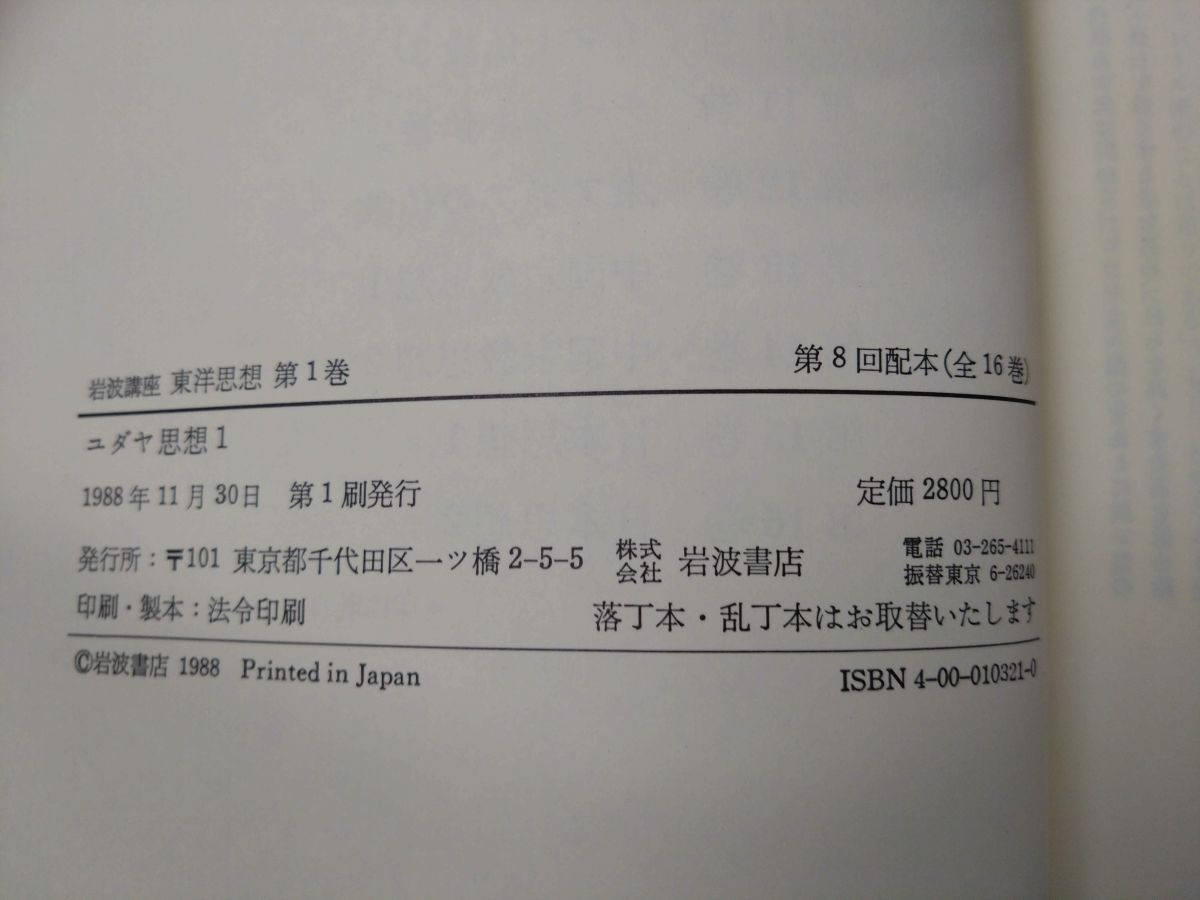 岩波講座 東洋思想 第1巻 第8回配本(全16巻)
ユダヤ思想1
1988年11月30日 第1刷発行 定価2800円
発行所：〒101 東京都千代田区一ツ橋2-5-5 株式会社 岩波書店 電話 03-265-4111
振替東京 6-26240
印刷・製本：法令印刷 落丁本・乱丁本はお取替いたします
©岩波書店 1988 Printed in Japan ISBN 4-00-010321-0